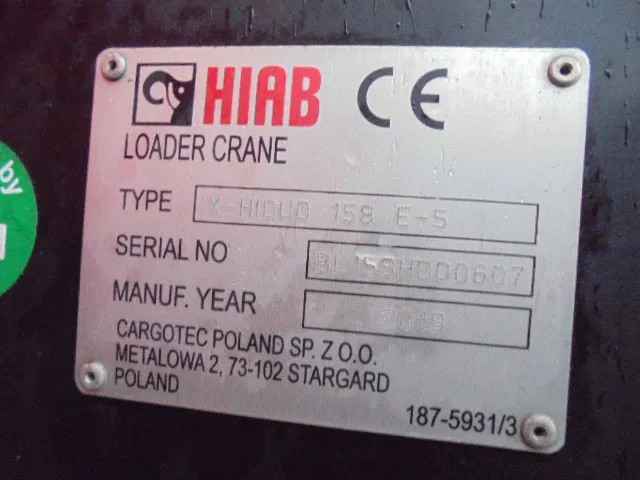 HIAB CE
LOADER CRANE
TYPE X-HIDUO 158 E-5
SERIAL NO
MANUF. YEAR
CARGOTEC POLAND SP. Z O.O.
METALOWA 2, 73-102 STARGARD
POLAND
187-5931/3
by